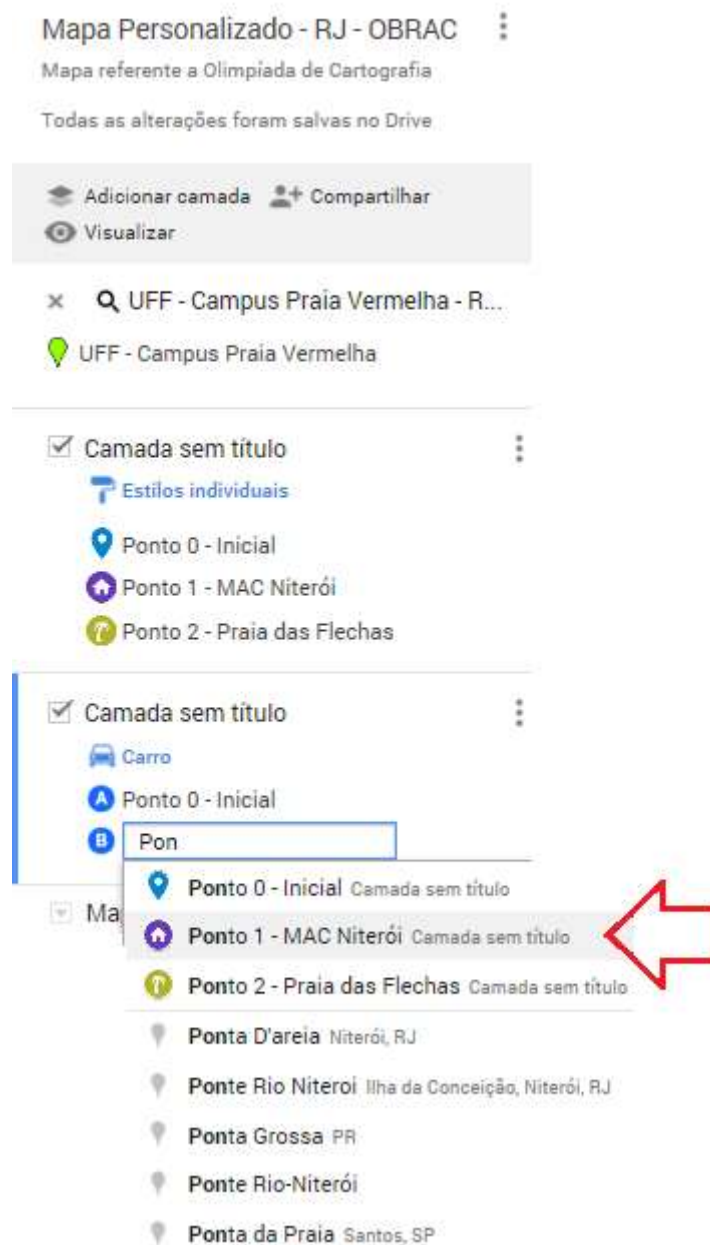 Mapa Personalizado - RJ - OBRAC
Mapa referente a Olimpíada de Cartografia
Todas as alterações foram salvas no Drive
Adicionar camada Compartilhar
Visualizar
UFF - Campus Praia Vermelha - R...
UFF - Campus Praia Vermelha
Camada sem título
Estilos individuais
Ponto 0 - Inicial
Ponto 1 - MAC Niterói
Ponto 2 - Praia das Flechas
Camada sem título
Carro
A Ponto 0 - Inicial
B Pon
Ponto 0 - Inicial Camada sem título
Ma
Ponto 1 - MAC Niterói Camada sem título
Ponto 2 - Praia das Flechas Camada sem título
Ponta D'areia Niterói, RJ
Ponte Rio Niteroi Ilha da Conceição, Niterói, RJ
Ponta Grossa PR
Ponte Rio-Niterói
Ponta da Praia Santos, SP